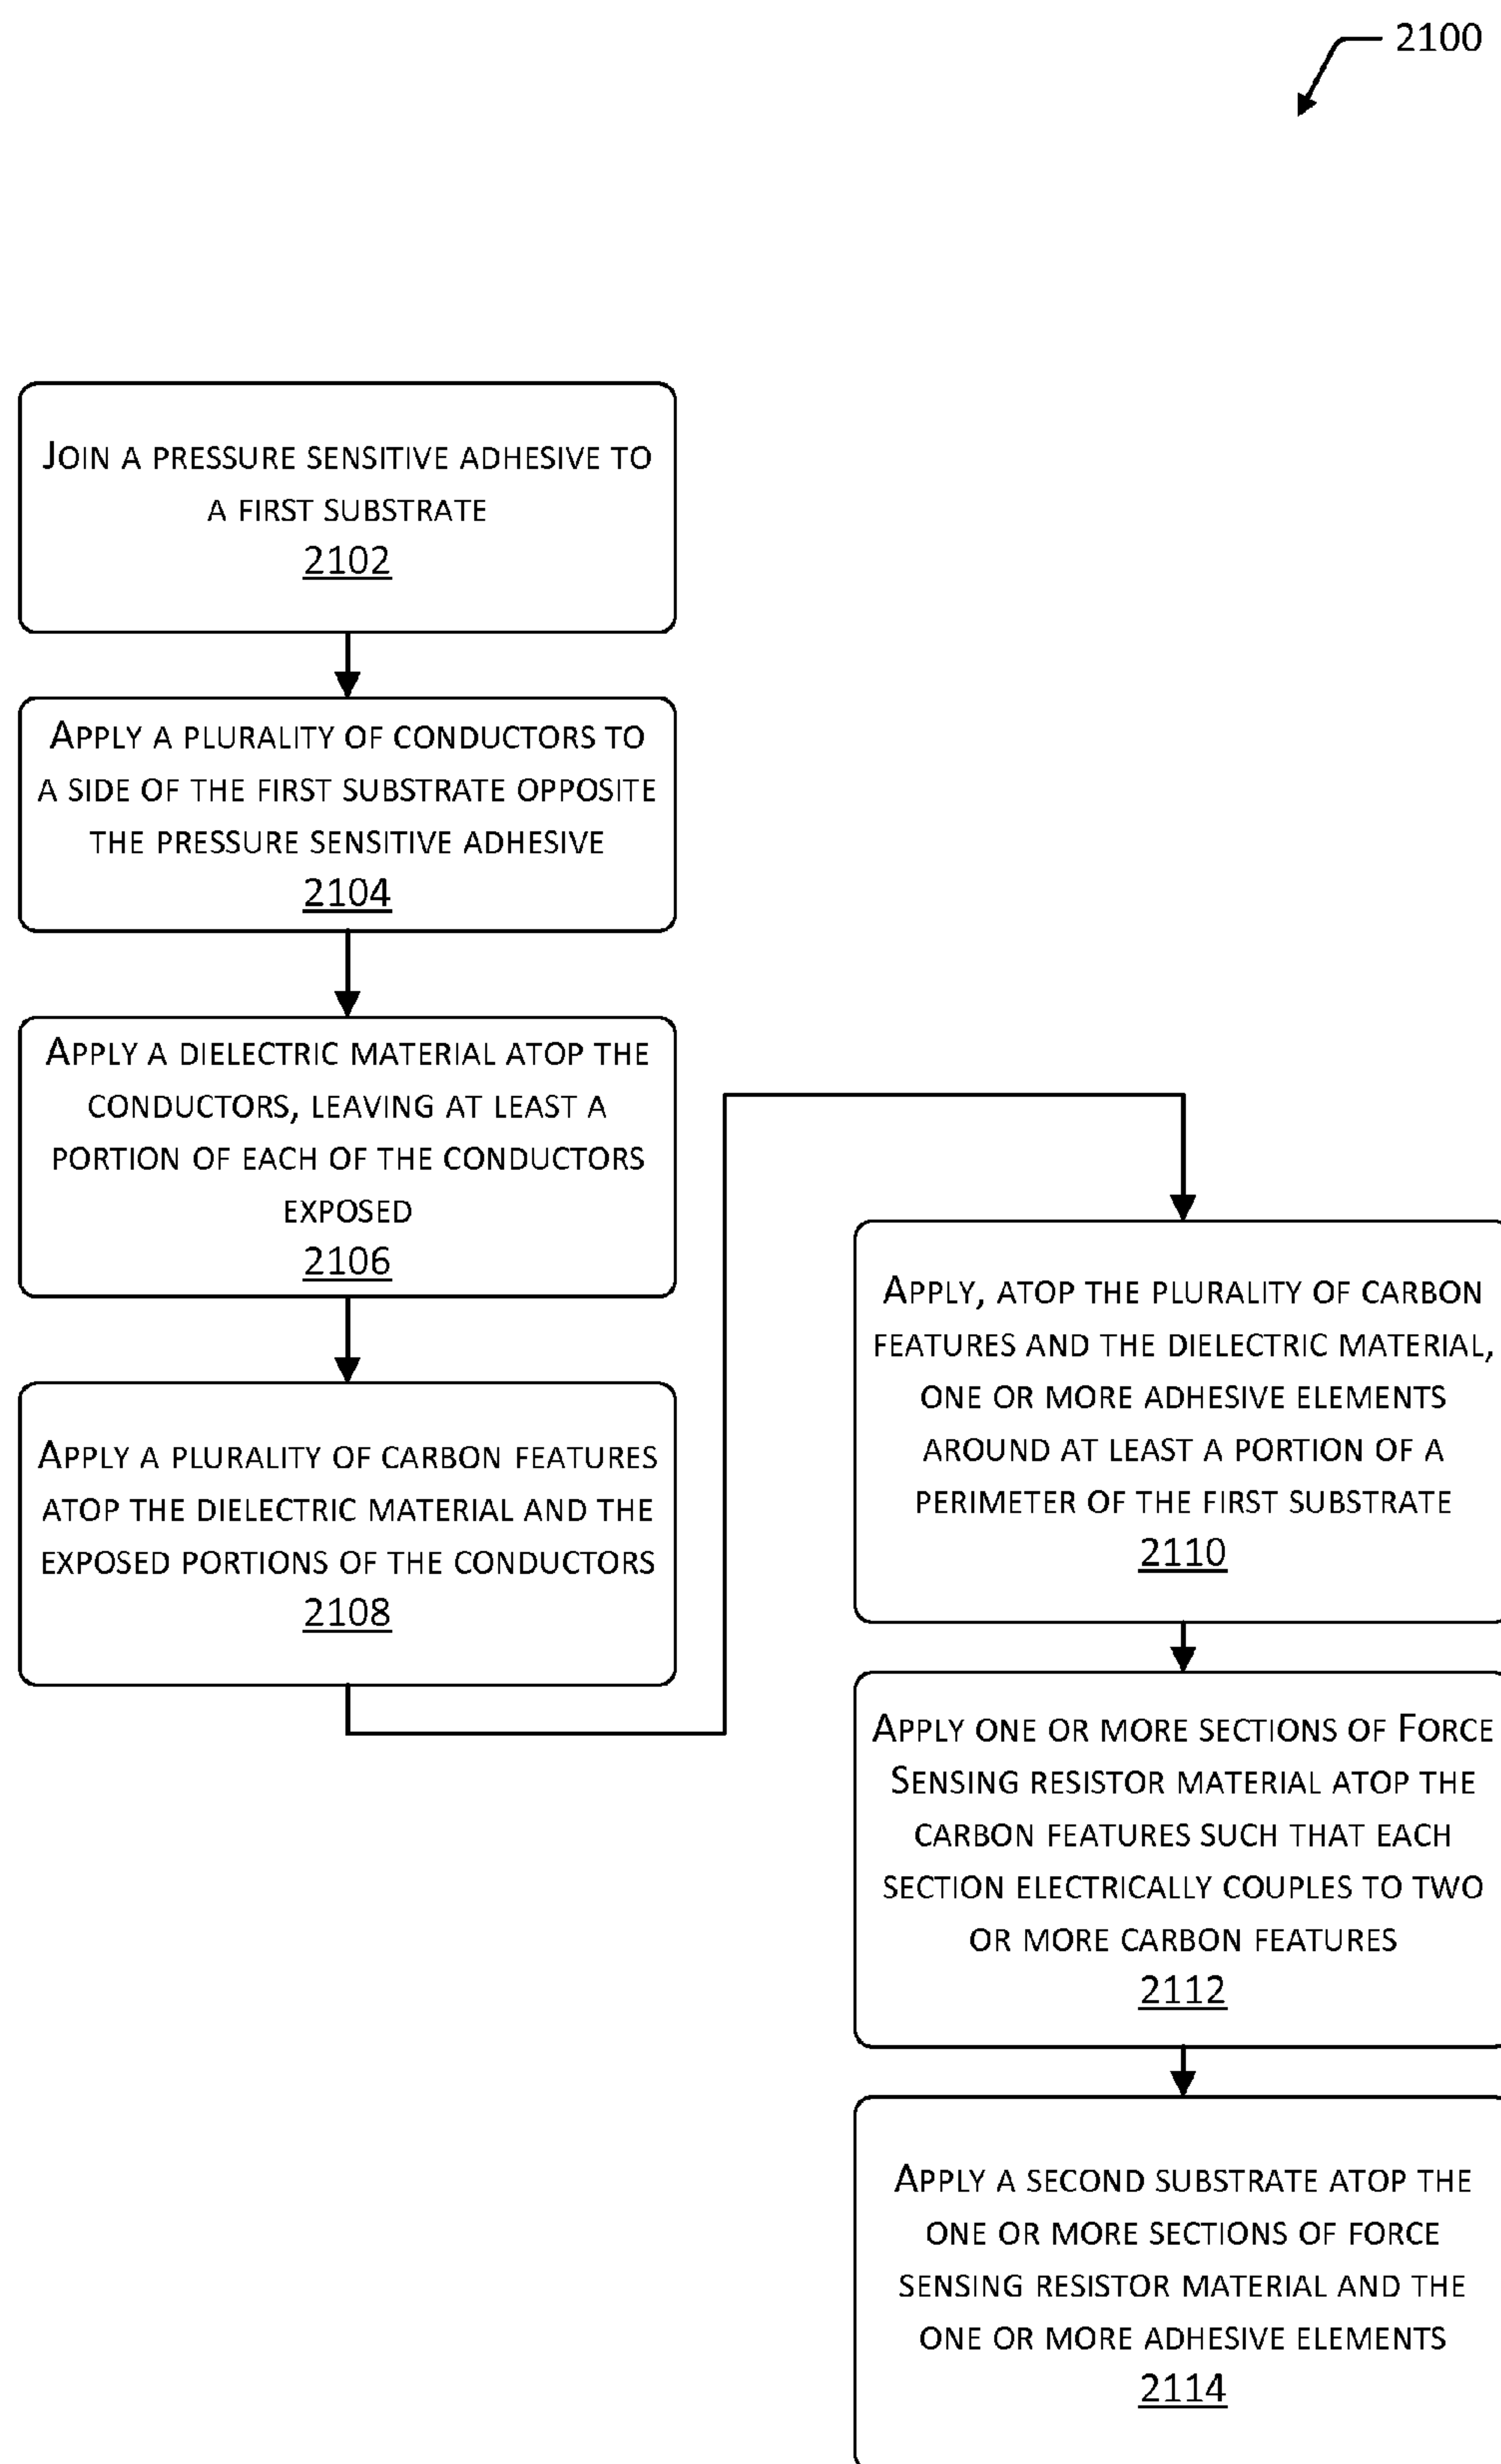 2100
Join a pressure sensitive adhesive to
a first substrate
2102
Apply a plurality of conductors to
a side of the first substrate opposite
the pressure sensitive adhesive
2104
Apply a dielectric material atop the
conductors, leaving at least a
portion of each of the conductors
exposed
2106
Apply a plurality of carbon features
atop the dielectric material and the
exposed portions of the conductors
2108
Apply, atop the plurality of carbon
features and the dielectric material,
one or more adhesive elements
around at least a portion of a
perimeter of the first substrate
2110
Apply one or more sections of Force
Sensing resistor material atop the
carbon features such that each
section electrically couples to two
or more carbon features
2112
Apply a second substrate atop the
one or more sections of force
sensing resistor material and the
one or more adhesive elements
2114